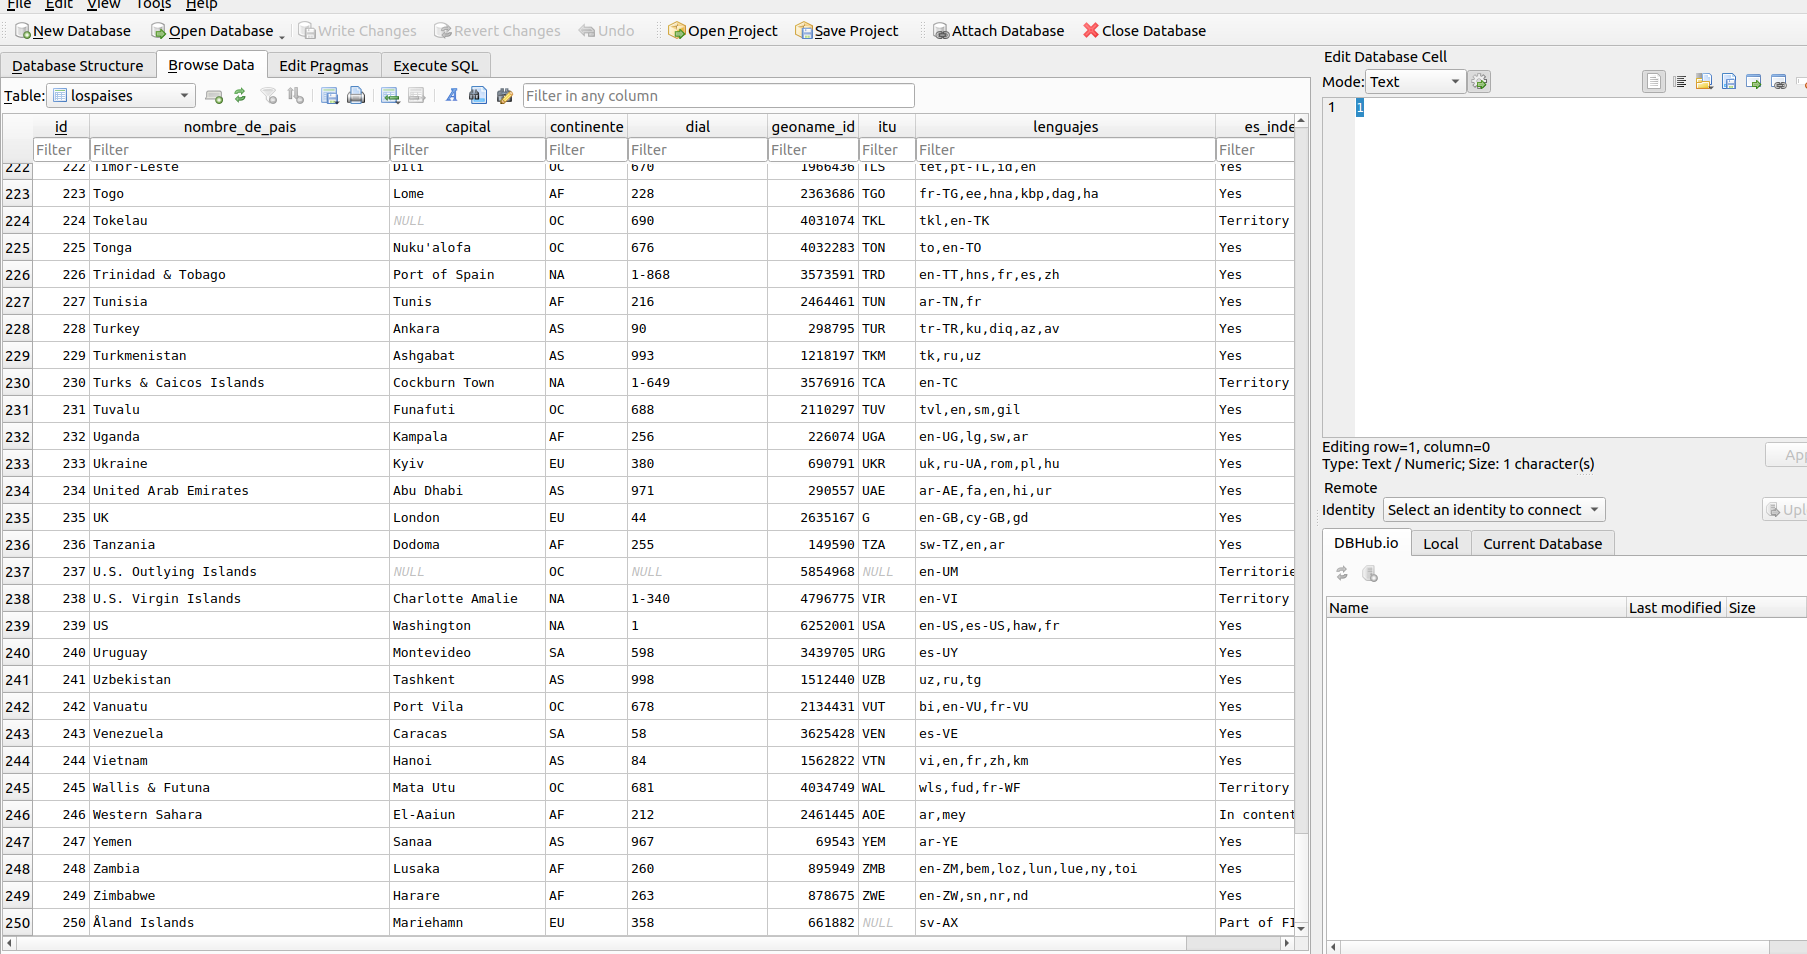 File Edit View Tools Help
New Database Open Database Write Changes Revert Changes Undo Open Project Save Project Attach Database Close Database
Database Structure Browse Data Edit Pragmas Execute SQL
Table: lospaises Filter in any column
id nombre_de_pais capital continente dial geoname_id itu lenguajes es_inde
Filter Filter Filter Filter Filter Filter Filter Filter Filter
222 222 Timor-Leste Dili OC 670 1966436 TLS tet,pt-TL,id,en Yes
223 223 Togo Lome AF 228 2363686 TGO fr-TG,ee,hna,kbp,dag,ha Yes
224 224 Tokelau NULL OC 690 4031074 TKL tkl,en-TK Territory
225 225 Tonga Nuku'alofa OC 676 4032283 TON to,en-TO Yes
226 226 Trinidad & Tobago Port of Spain NA 1-868 3573591 TRD en-TT,hns,fr,es,zh Yes
227 227 Tunisia Tunis AF 216 2464461 TUN ar-TN,fr Yes
228 228 Turkey Ankara AS 90 298795 TUR tr-TR,ku,diq,az,av Yes
229 229 Turkmenistan Ashgabat AS 993 1218197 TKM tk,ru,uz Yes
230 230 Turks & Caicos Islands Cockburn Town NA 1-649 3576916 TCA en-TC Territory
231 231 Tuvalu Funafuti OC 688 2110297 TUV tvl,en,sm,gil Yes
232 232 Uganda Kampala AF 256 226074 UGA en-UG,lg,sw,ar Yes
233 233 Ukraine Kyiv EU 380 690791 UKR uk,ru-UA,rom,pl,hu Yes
234 234 United Arab Emirates Abu Dhabi AS 971 290557 UAE ar-AE,fa,en,hi,ur Yes
235 235 UK London EU 44 2635167 G en-GB,cy-GB,gd Yes
236 236 Tanzania Dodoma AF 255 149590 TZA sw-TZ,en,ar Yes
237 237 U.S. Outlying Islands NULL OC NULL 5854968 NULL en-UM Territorie
238 238 U.S. Virgin Islands Charlotte Amalie NA 1-340 4796775 VIR en-VI Territory
239 239 US Washington NA 1 6252001 USA en-US,es-US,haw,fr Yes
240 240 Uruguay Montevideo SA 598 3439705 URG es-UY Yes
241 241 Uzbekistan Tashkent AS 998 1512440 UZB uz,ru,tg Yes
242 242 Vanuatu Port Vila OC 678 2134431 VUT bi,en-VU,fr-VU Yes
243 243 Venezuela Caracas SA 58 3625428 VEN es-VE Yes
244 244 Vietnam Hanoi AS 84 1562822 VTN vi,en,fr,zh,km Yes
245 245 Wallis & Futuna Mata Utu OC 681 4034749 WAL wls,fud,fr-WF Territory
246 246 Western Sahara El-Aaiun AF 212 2461445 AOE ar,mey In content
247 247 Yemen Sanaa AS 967 69543 YEM ar-YE Yes
248 248 Zambia Lusaka AF 260 895949 ZMB en-ZM,bem,loz,lun,lue,ny,toi Yes
249 249 Zimbabwe Harare AF 263 878675 ZWE en-ZW,sn,nr,nd Yes
250 250 Åland Islands Mariehamn EU 358 661882 NULL sv-AX Part of FI
Edit Database Cell
Mode: Text
1 1
Editing row=1, column=0
Type: Text / Numeric; Size: 1 character(s)
App
Remote
Identity Select an identity to connect Upl
DBHub.io Local Current Database
Name Last modified Size